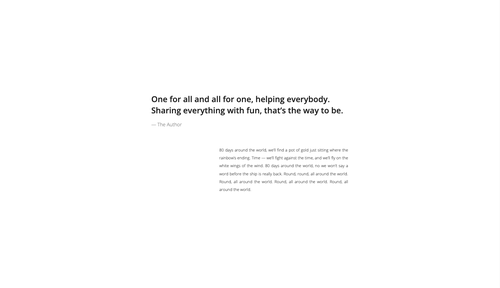 One for all and all for one, helping everybody.
Sharing everything with fun, that's the way to be.
— The Author
80 days around the world, we'll find a pot of gold just sitting where the
rainbow's ending. Time — we'll fight against the time, and we'll fly on the
white wings of the wind. 80 days around the world, no we won't say a
word before the ship is really back. Round, round, all around the world.
Round, all around the world. Round, all around the world. Round, all
around the world.